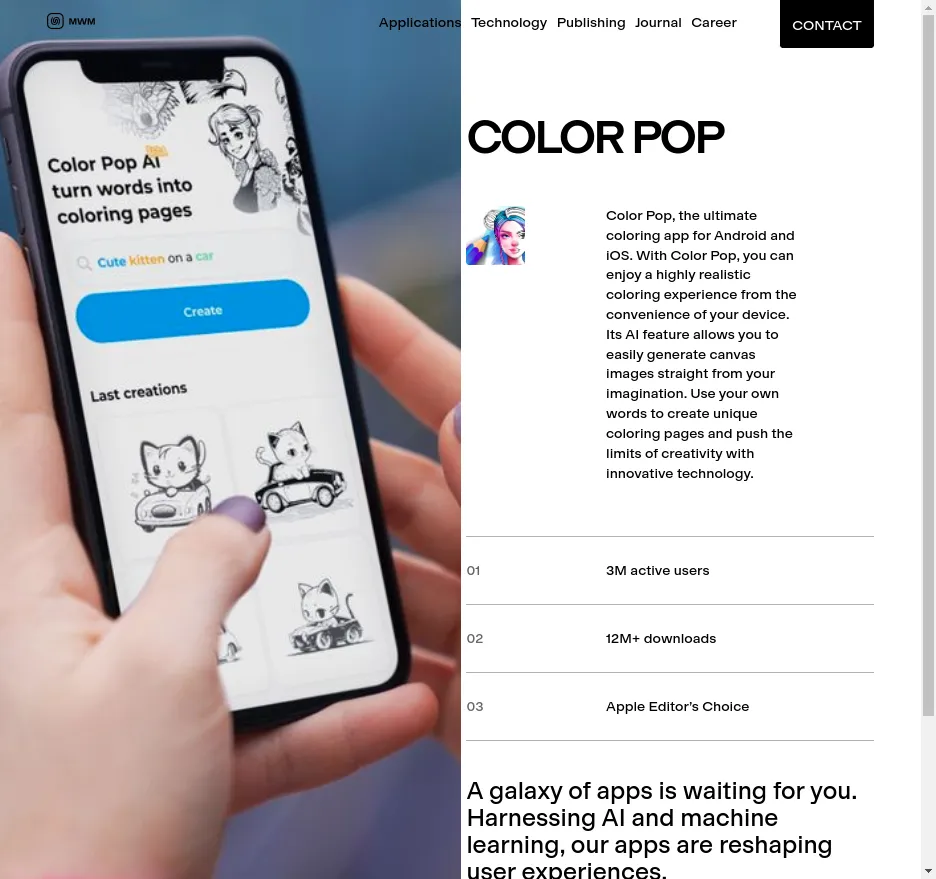 MWM
Applications Technology Publishing Journal Career
CONTACT
Color Pop AI
turn words into
coloring pages
Cute kitten on a car
Create
Last creations
COLOR POP
Color Pop, the ultimate
coloring app for Android and
iOS. With Color Pop, you can
enjoy a highly realistic
coloring experience from the
convenience of your device.
Its AI feature allows you to
easily generate canvas
images straight from your
imagination. Use your own
words to create unique
coloring pages and push the
limits of creativity with
innovative technology.
01 3M active users
02 12M+ downloads
03 Apple Editor's Choice
A galaxy of apps is waiting for you.
Harnessing AI and machine
learning, our apps are reshaping
user experiences.